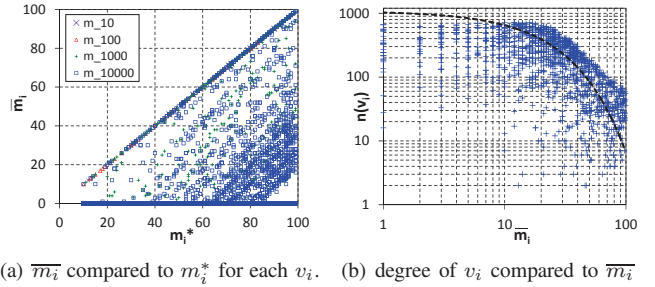 100
80
60
40
20
0
m̅ᵢ
m_10
m_100
m_1000
m_10000
0 20 40 60 80 100
mᵢ*
1000
100
10
1
n(vᵢ)
1 10 100
m̅ᵢ
(a) m̅ᵢ compared to mᵢ* for each vᵢ.
(b) degree of vᵢ compared to m̅ᵢ